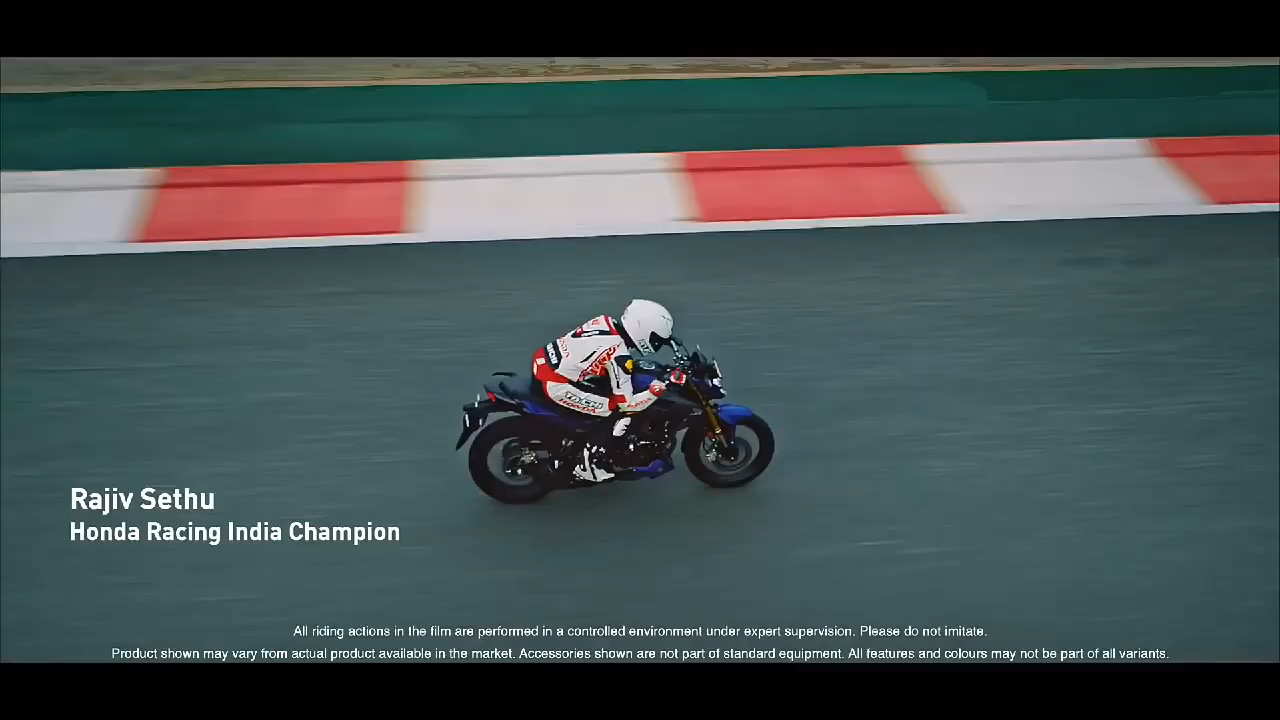 Rajiv Sethu
Honda Racing India Champion
All riding actions in the film are performed in a controlled environment under expert supervision. Please do not imitate.
Product shown may vary from actual product available in the market. Accessories shown are not part of standard equipment. All features and colours may not be part of all variants.
HONDA